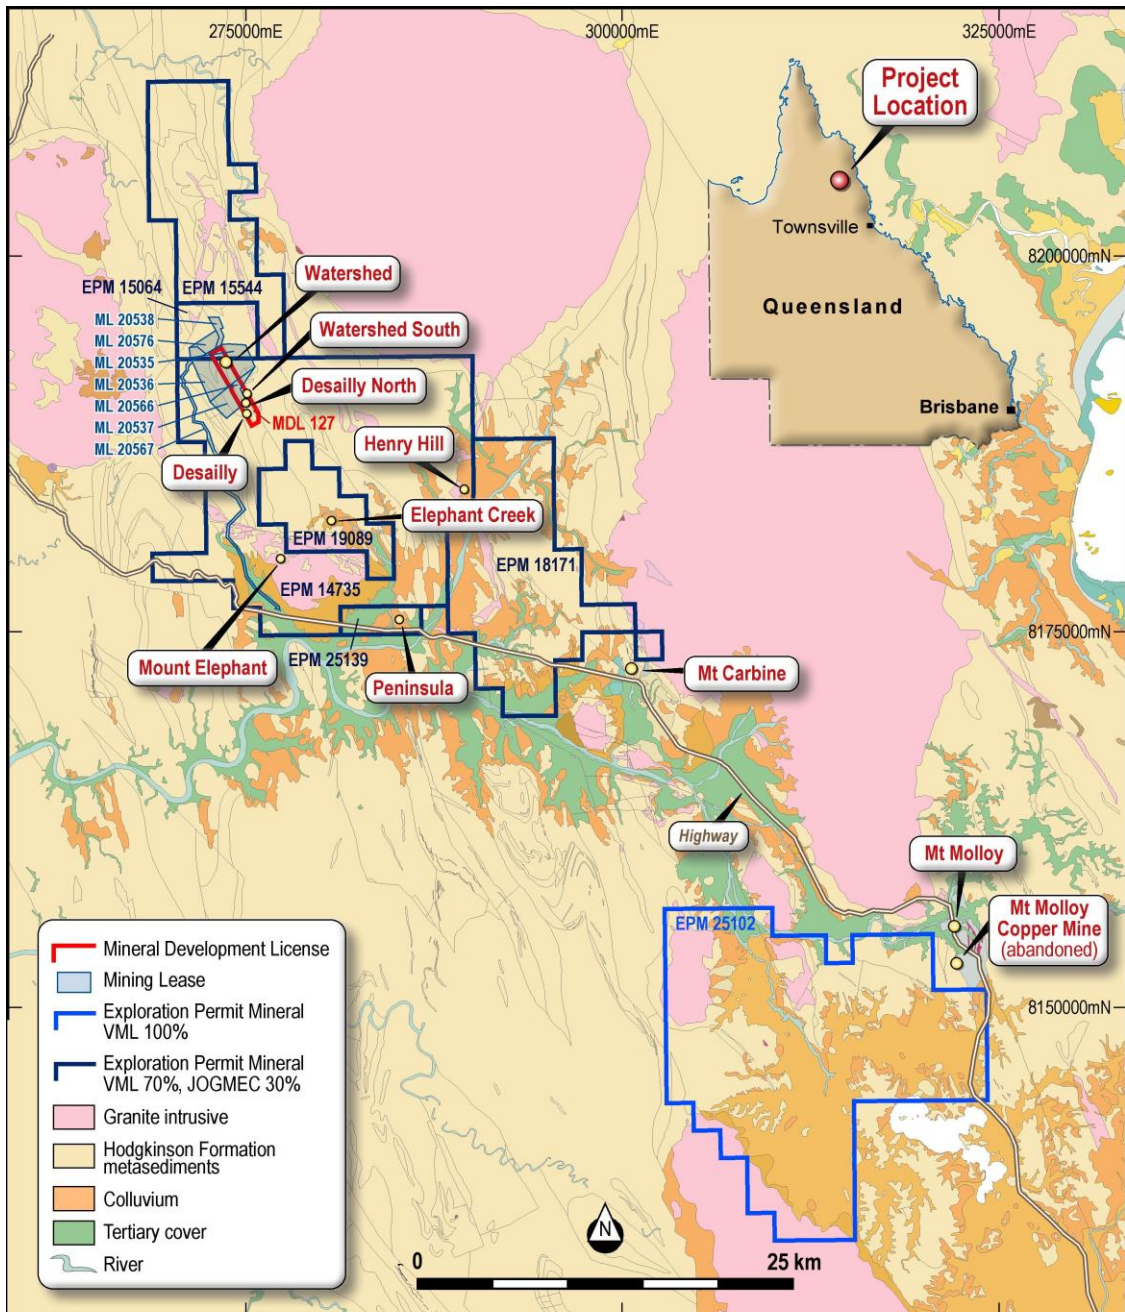 275000mE
300000mE
325000mE
Project
Location
Townsville
8200000mN
Queensland
Brisbane
Watershed
EPM 15064
EPM 15544
ML 20538
Watershed South
ML 20576
ML 20535
ML 20536
Desailly North
ML 20566
ML 20537
MDL 127
ML 20567
Henry Hill
Desailly
Elephant Creek
EPM 19089
EPM 18171
EPM 14735
8175000mN
Mount Elephant
EPM 25139
Peninsula
Mt Carbine
Highway
Mt Molloy
EPM 25102
Mt Molloy
Copper Mine
(abandoned)
8150000mN
Mineral Development License
Mining Lease
Exploration Permit Mineral
VML 100%
Exploration Permit Mineral
VML 70%, JOGMEC 30%
Granite intrusive
Hodgkinson Formation
metasediments
Colluvium
Tertiary cover
River
N
0
25 km